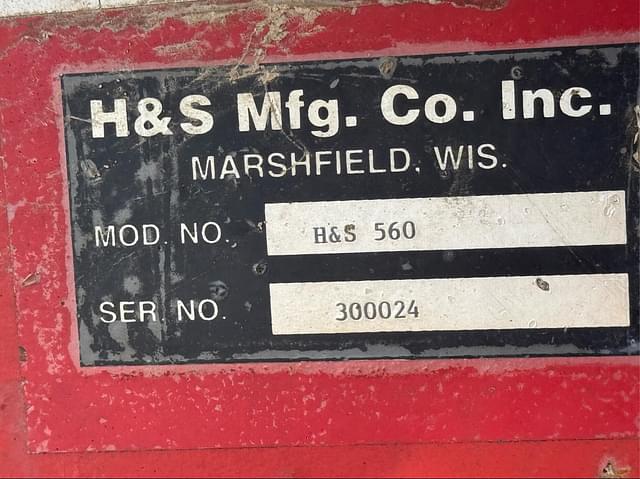 H&S Mfg. Co. Inc.
MARSHFIELD, WIS.
MOD. NO. H&S 560
SER. NO. 300024